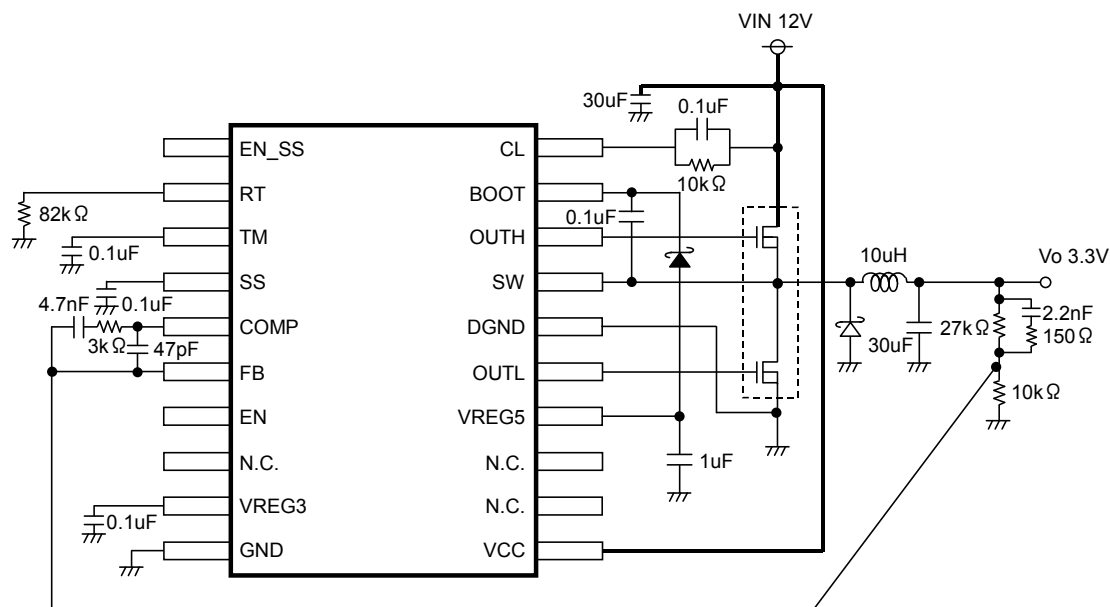 VIN 12V
30uF
0.1uF
10kΩ
EN_SS
RT
TM
SS
COMP
FB
EN
N.C.
VREG3
GND
CL
BOOT
OUTH
SW
DGND
OUTL
VREG5
N.C.
N.C.
VCC
82kΩ
0.1uF
0.1uF
4.7nF
3kΩ
47pF
0.1uF
0.1uF
1uF
10uH
Vo 3.3V
30uF
27kΩ
2.2nF
150Ω
10kΩ